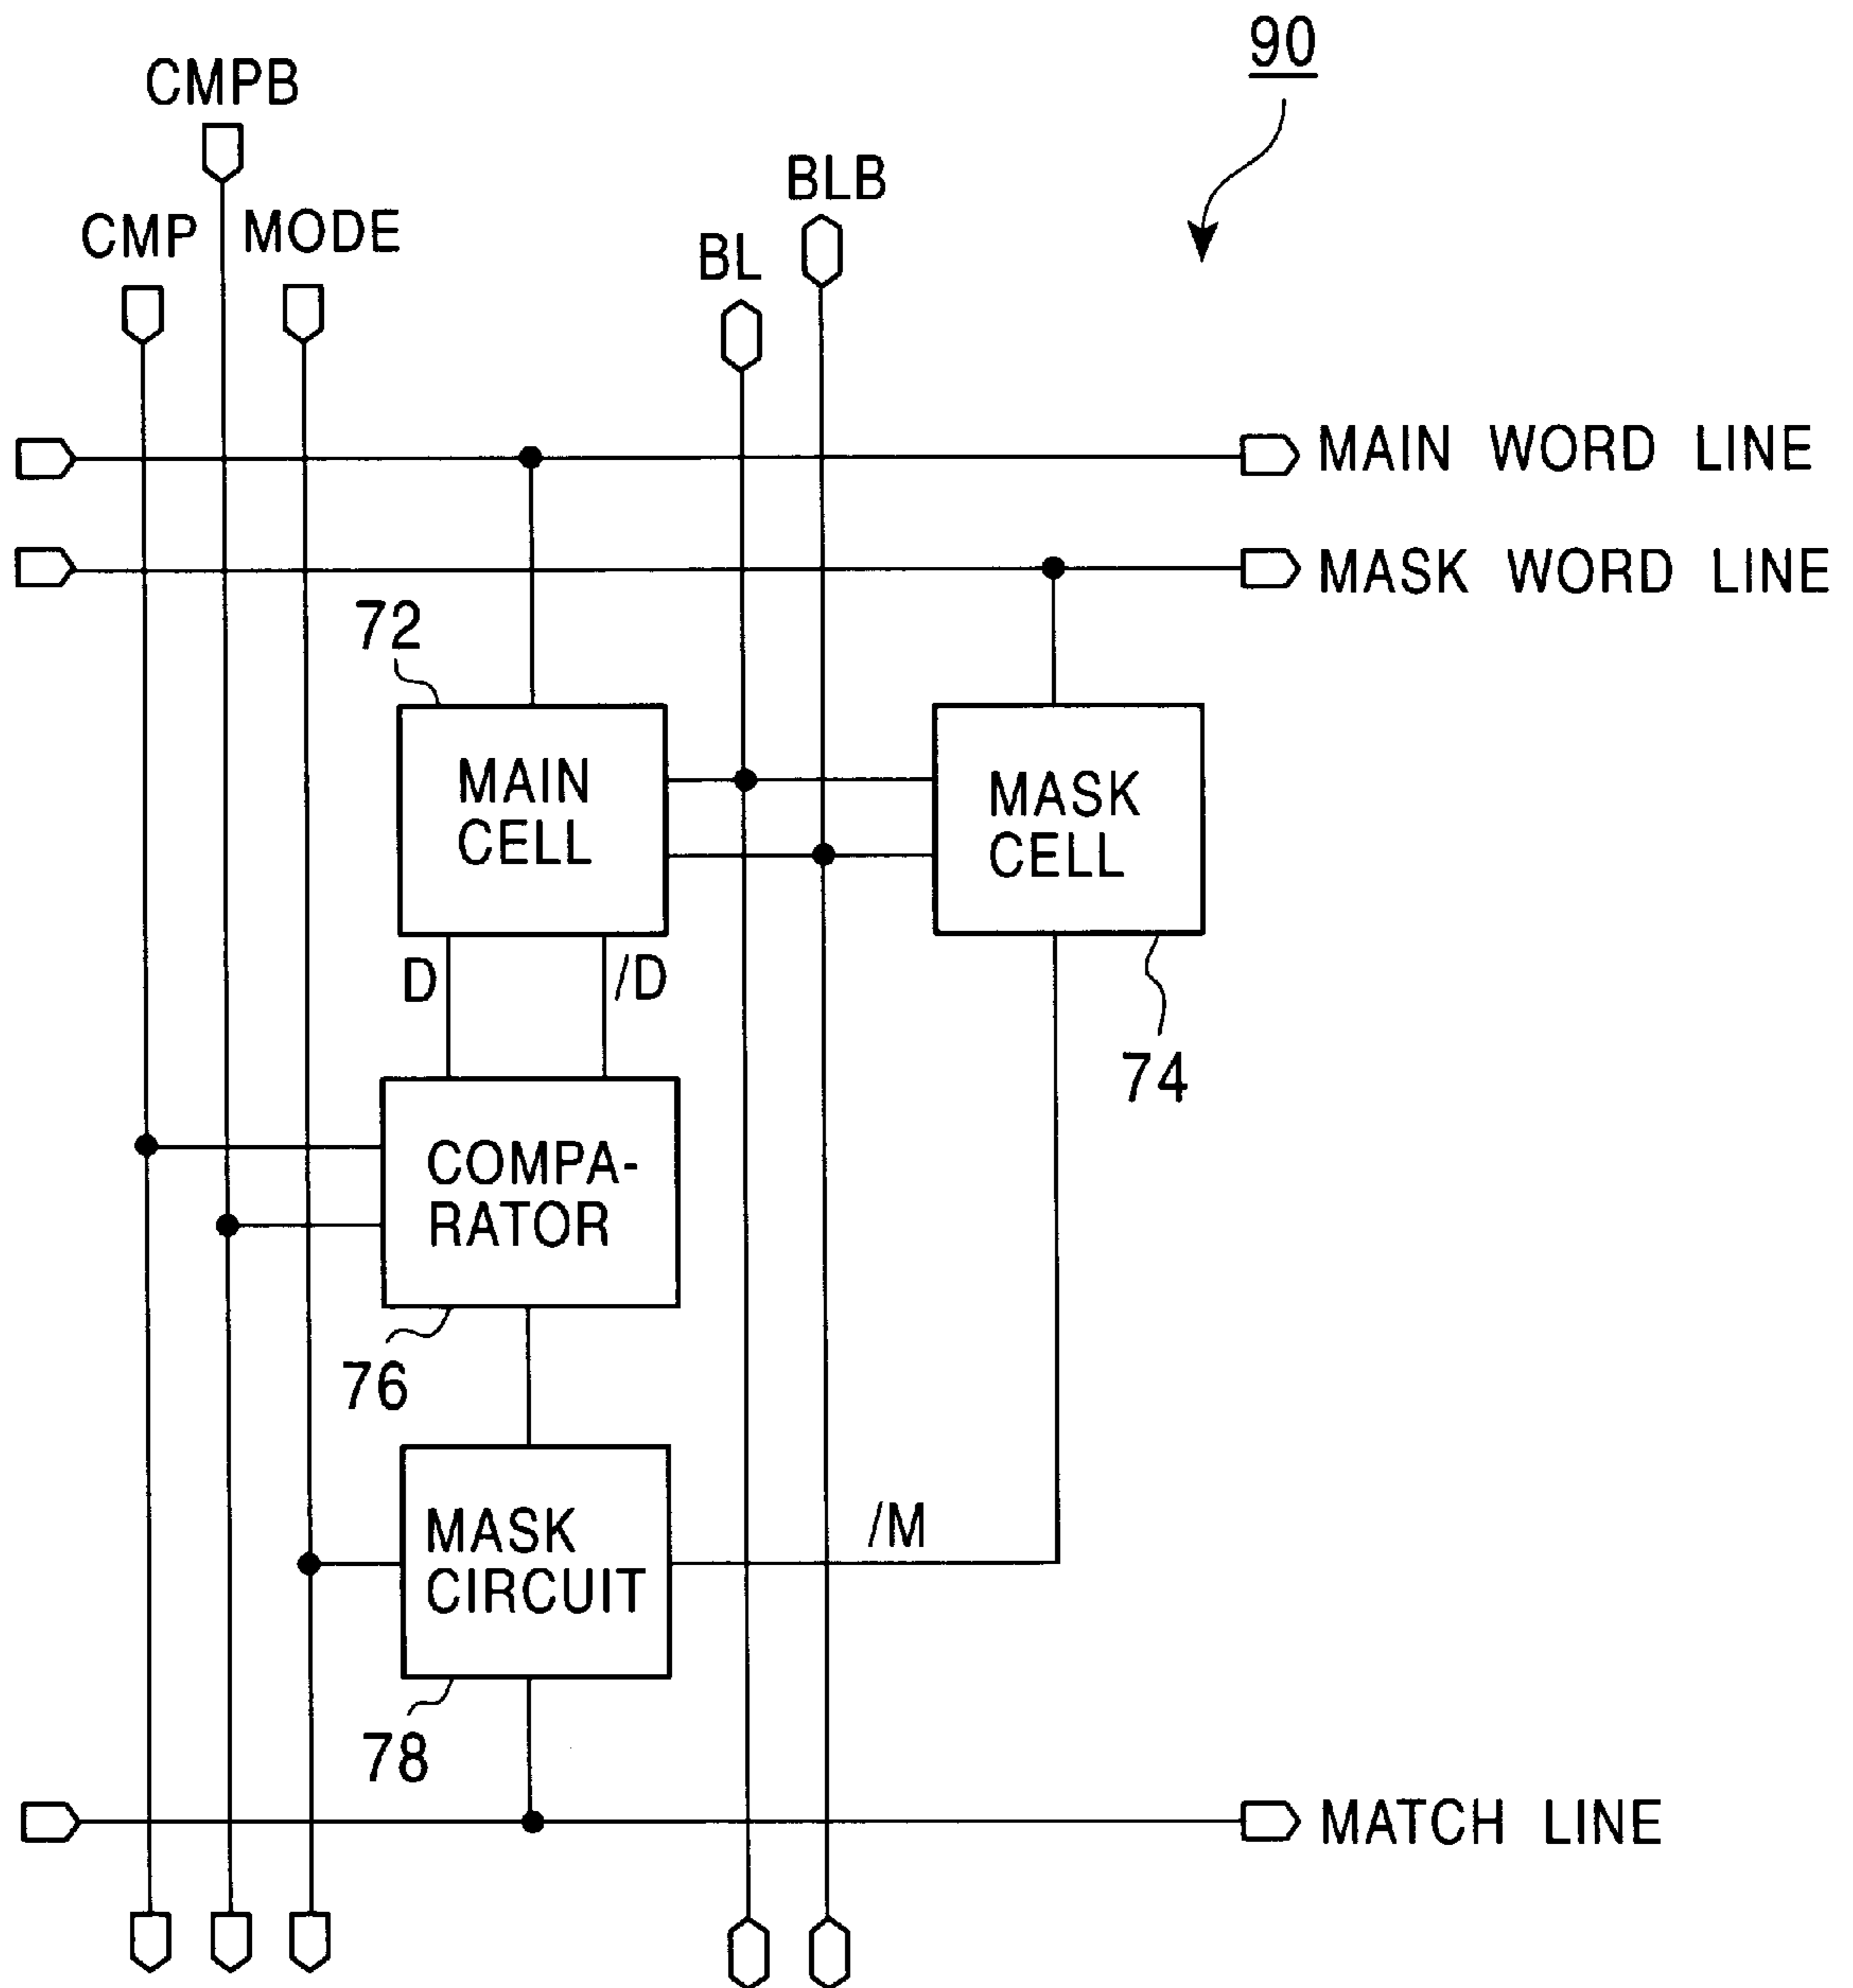 90
CMPB
BLB
CMP
MODE
BL
MAIN WORD LINE
MASK WORD LINE
72
MAIN
CELL
MASK
CELL
D
/D
74
COMPA-
RATOR
76
/M
MASK
CIRCUIT
78
MATCH LINE